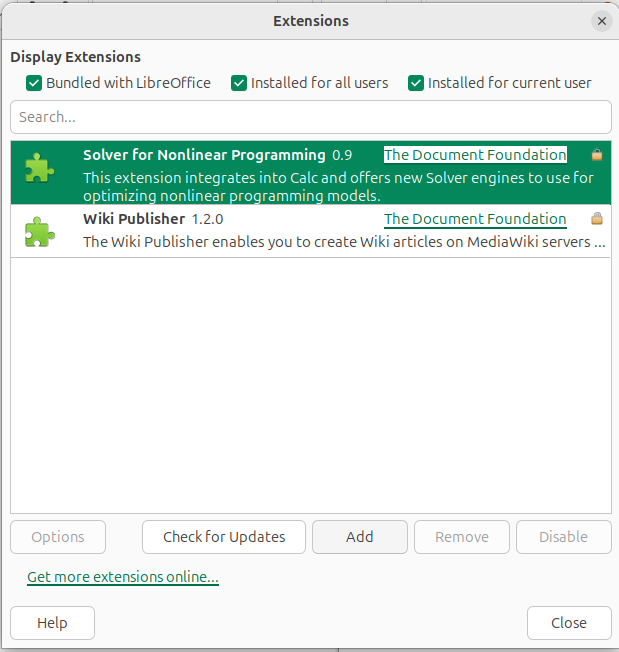 Extensions
Display Extensions
Bundled with LibreOffice Installed for all users Installed for current user
Search...
Solver for Nonlinear Programming 0.9 The Document Foundation
This extension integrates into Calc and offers new Solver engines to use for
optimizing nonlinear programming models.
Wiki Publisher 1.2.0 The Document Foundation
The Wiki Publisher enables you to create Wiki articles on MediaWiki servers ...
Options Check for Updates Add Remove Disable
Get more extensions online...
Help Close